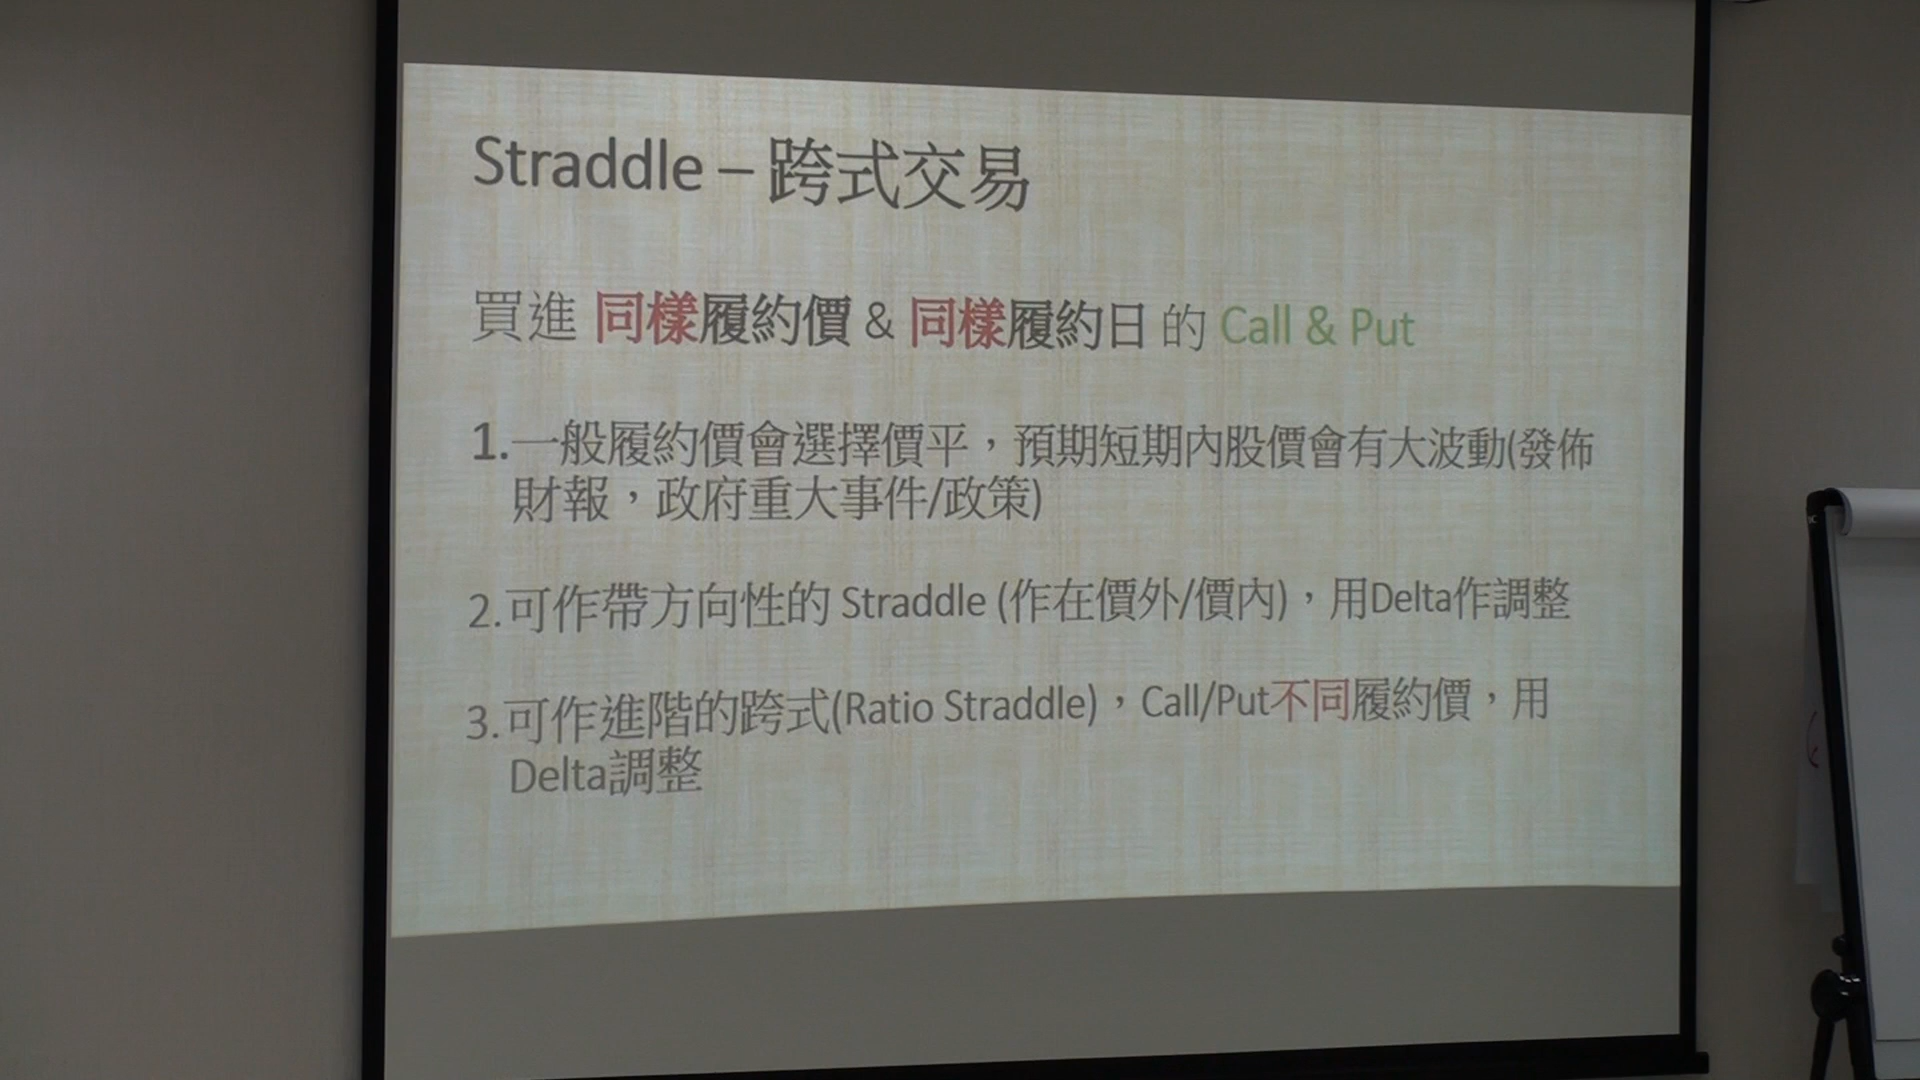 Straddle – 跨式交易
買進 同樣履約價 & 同樣履約日 的 Call & Put
1.一般履約價會選擇價平，預期短期內股價會有大波動(發佈
財報，政府重大事件/政策)
2.可作帶方向性的 Straddle (作在價外/價內)，用Delta作調整
3.可作進階的跨式(Ratio Straddle)，Call/Put不同履約價，用
Delta調整